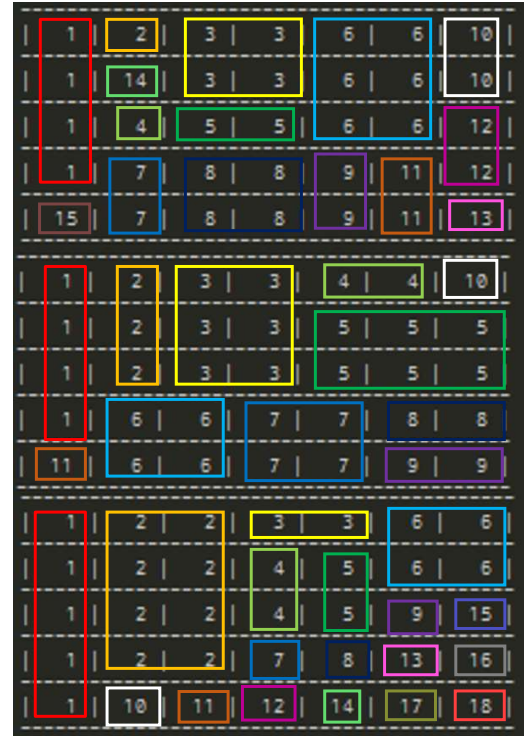 | 1 | 2 | 3 | 3 | 6 | 6 | 10 |
| 1 | 14 | 3 | 3 | 6 | 6 | 10 |
| 1 | 4 | 5 | 5 | 6 | 6 | 12 |
| 1 | 7 | 8 | 8 | 9 | 11 | 12 |
| 15 | 7 | 8 | 8 | 9 | 11 | 13 |
| 1 | 2 | 3 | 3 | 4 | 4 | 10 |
| 1 | 2 | 3 | 3 | 5 | 5 | 5
| 1 | 2 | 3 | 3 | 5 | 5 | 5
| 1 | 6 | 6 | 7 | 7 | 8 | 8 |
| 11 | 6 | 6 | 7 | 7 | 9 | 9 |
| 1 | 2 | 2 | 3 | 3 | 6 | 6 |
| 1 | 2 | 2 | 4 | 5 | 6 | 6 |
| 1 | 2 | 2 | 4 | 5 | 9 | 15 |
| 1 | 2 | 2 | 7 | 8 | 13 | 16 |
| 1 | 10 | 11 | 12 | 14 | 17 | 18 |